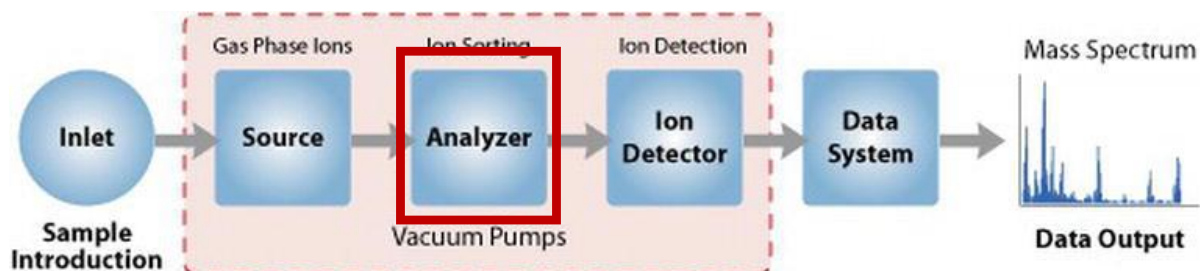 Gas Phase Ions
Ion Sorting
Ion Detection
Mass Spectrum
Inlet
Source
Analyzer
Ion
Detector
Data
System
Sample
Introduction
Vacuum Pumps
Data Output